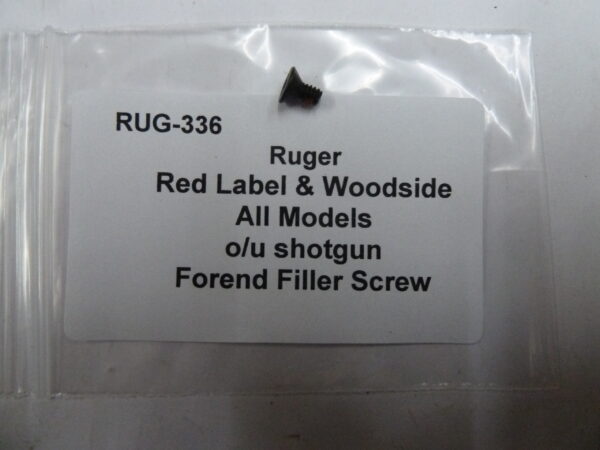 RUG-336
Ruger
Red Label & Woodside
All Models
o/u shotgun
Forend Filler Screw